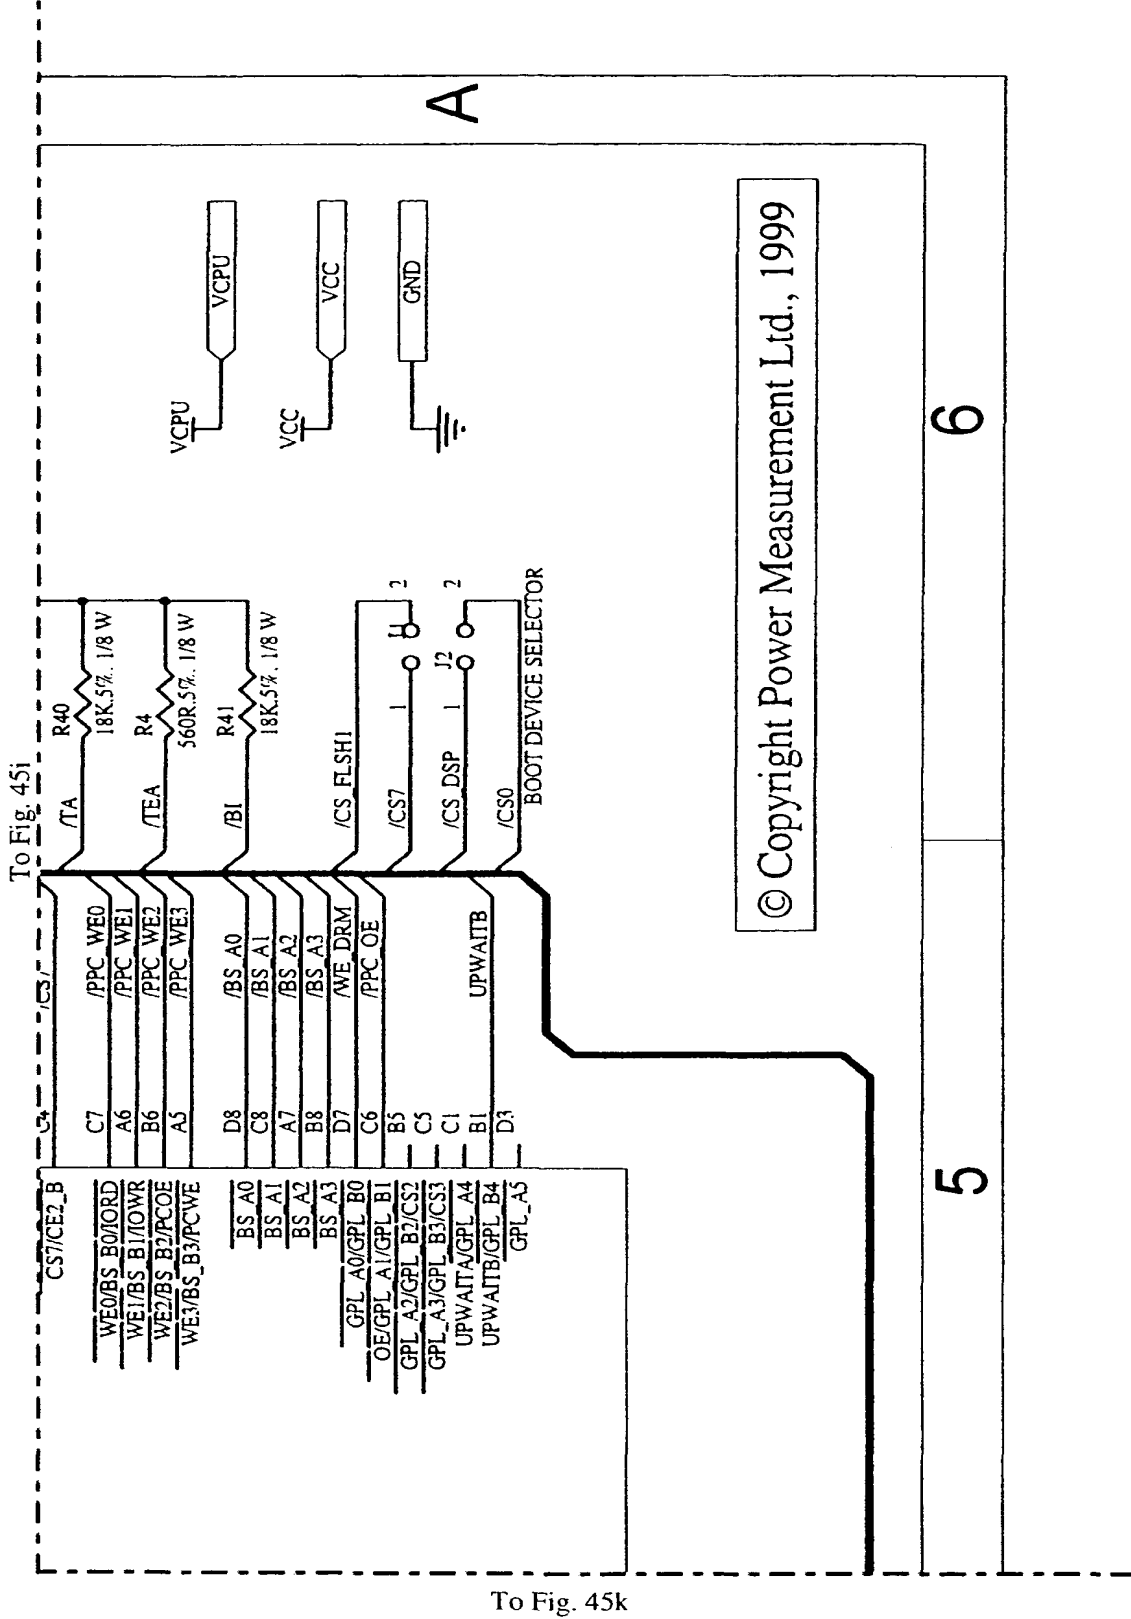 To Fig. 45i
A
VCPU
VCPU
VCC
VCC
GND
/TA
R40
18K.5%. 1/8 W
/TEA
R4
560R.5%. 1/8 W
/BI
R41
18K.5%. 1/8 W
/CS_FLSH1
J1
2
/CS7
1
/CS_DSP
J2
1
2
/CS0
BOOT DEVICE SELECTOR
CS7/CE2_B
C4
/CS7
WE0/BS_B0/IORD
C7
/PPC_WE0
WE1/BS_B1/IOWR
A6
/PPC_WE1
WE2/BS_B2/PCOE
B6
/PPC_WE2
WE3/BS_B3/PCWE
A5
/PPC_WE3
BS_A0
D8
/BS_A0
BS_A1
C8
/BS_A1
BS_A2
A7
/BS_A2
BS_A3
B8
/BS_A3
GPL_A0/GPL_B0
D7
/WE_DRM
OE/GPL_A1/GPL_B1
C6
/PPC_OE
GPL_A2/GPL_B2/CS2
B5
GPL_A3/GPL_B3/CS3
C5
UPWAITA/GPL_A4
C1
UPWAITB/GPL_B4
B1
UPWAITB
GPL_A5
D3
© Copyright Power Measurement Ltd., 1999
5
6
To Fig. 45k